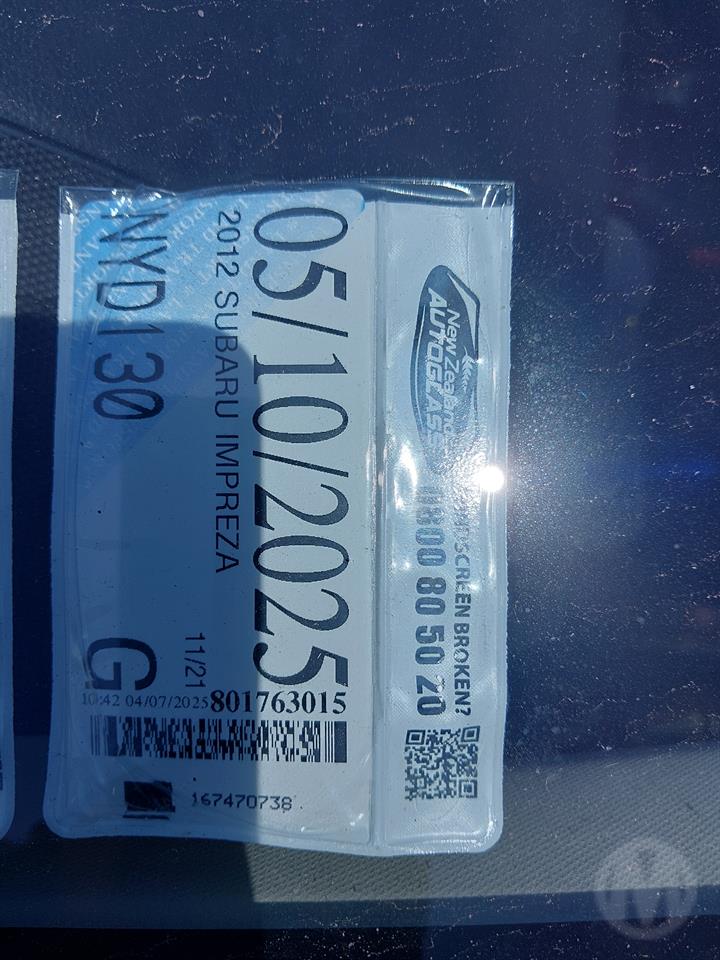 New Zealand
AUTOGLASS
SCREEN BROKEN?
0800 80 50 20
05/10/2025
2012 SUBARU IMPREZA
NYD130
11/21
G
10:42 04/07/2025 801763015
167470738